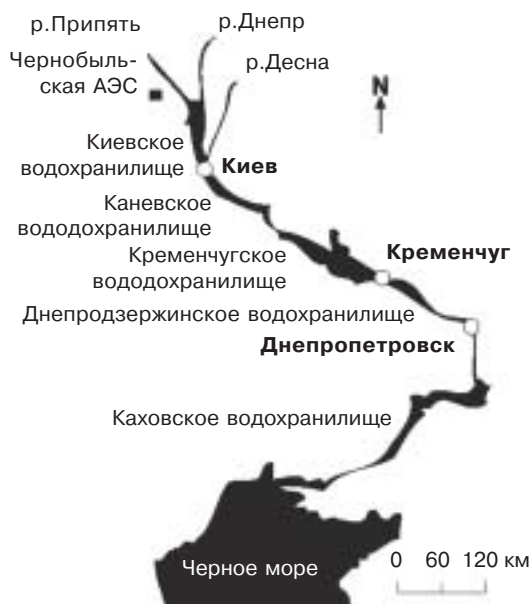 р.Припять
р.Днепр
Чернобыль-
ская АЭС
р.Десна
N
Киевское
водохранилище
Киев
Каневское
вододохранилище
Кременчугское
вододохранилище
Кременчуг
Днепродзержинское водохранилище
Днепропетровск
Каховское водохранилище
Черное море
0 60 120 км